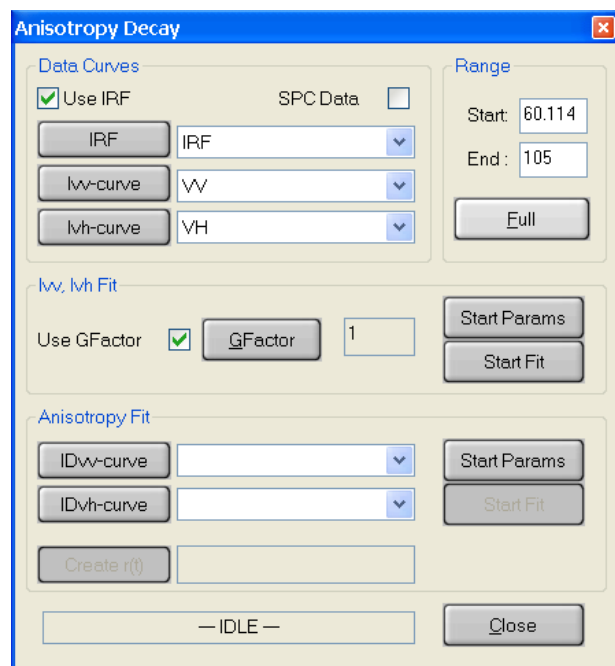 Anisotropy Decay
Data Curves
Use IRF SPC Data
IRF IRF
Ivv-curve VV
Ivh-curve VH
Range
Start: 60.114
End : 105
Full
Ivv, Ivh Fit
Use GFactor GFactor 1
Start Params
Start Fit
Anisotropy Fit
IDvv-curve Start Params
IDvh-curve Start Fit
Create r(t)
— IDLE —
Close